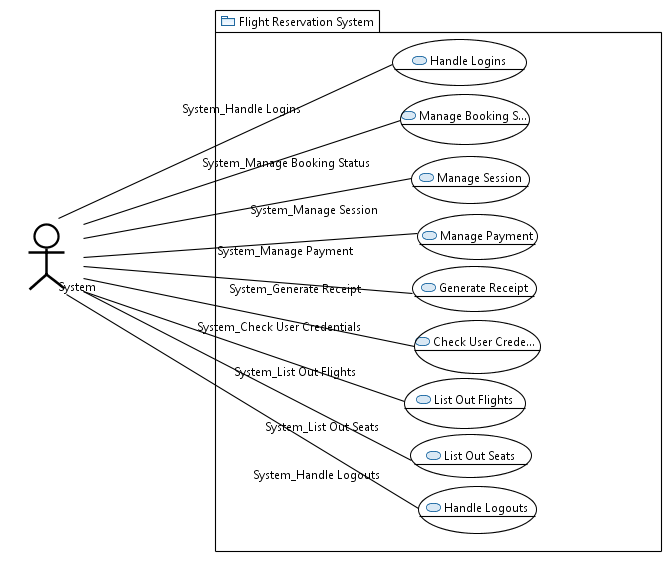 Flight Reservation System
Handle Logins
System_Handle Logins
Manage Booking S...
System_Manage Booking Status
Manage Session
System_Manage Session
Manage Payment
System_Manage Payment
System
Generate Receipt
System_Generate Receipt
System_Check User Credentials
Check User Crede...
System_List Out Flights
List Out Flights
System_List Out Seats
List Out Seats
System_Handle Logouts
Handle Logouts